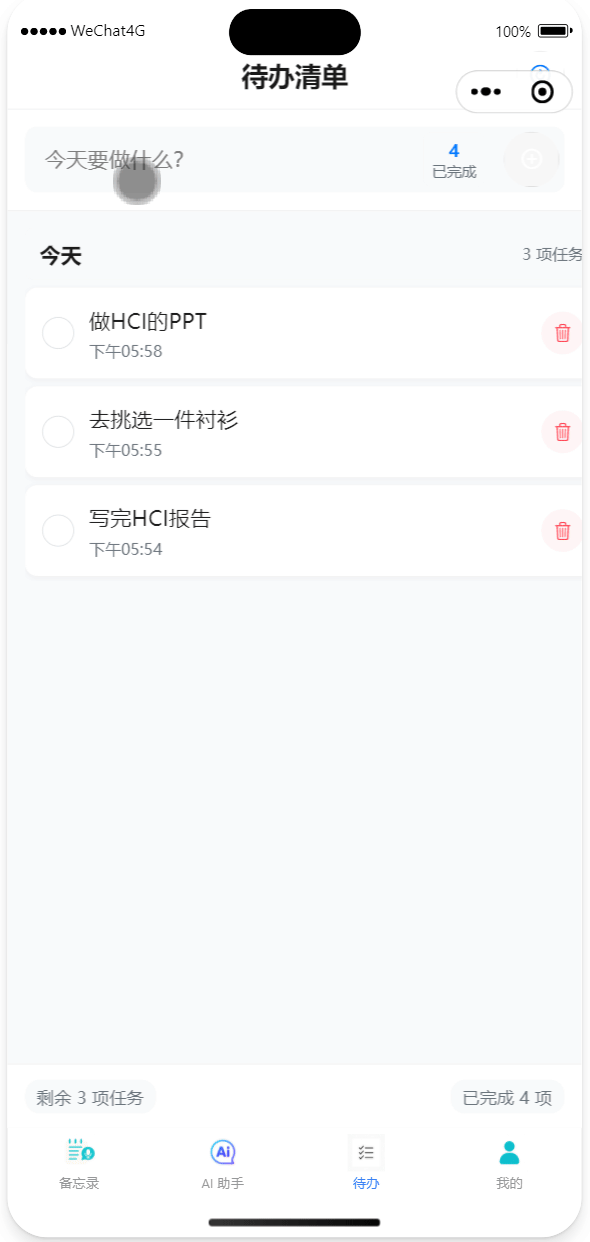 WeChat4G
100%
待办清单
今天要做什么?
4
已完成
今天
3 项任务
做HCI的PPT
下午05:58
去挑选一件衬衫
下午05:55
写完HCI报告
下午05:54
剩余 3 项任务
已完成 4 项
Ai
备忘录
AI 助手
待办
我的